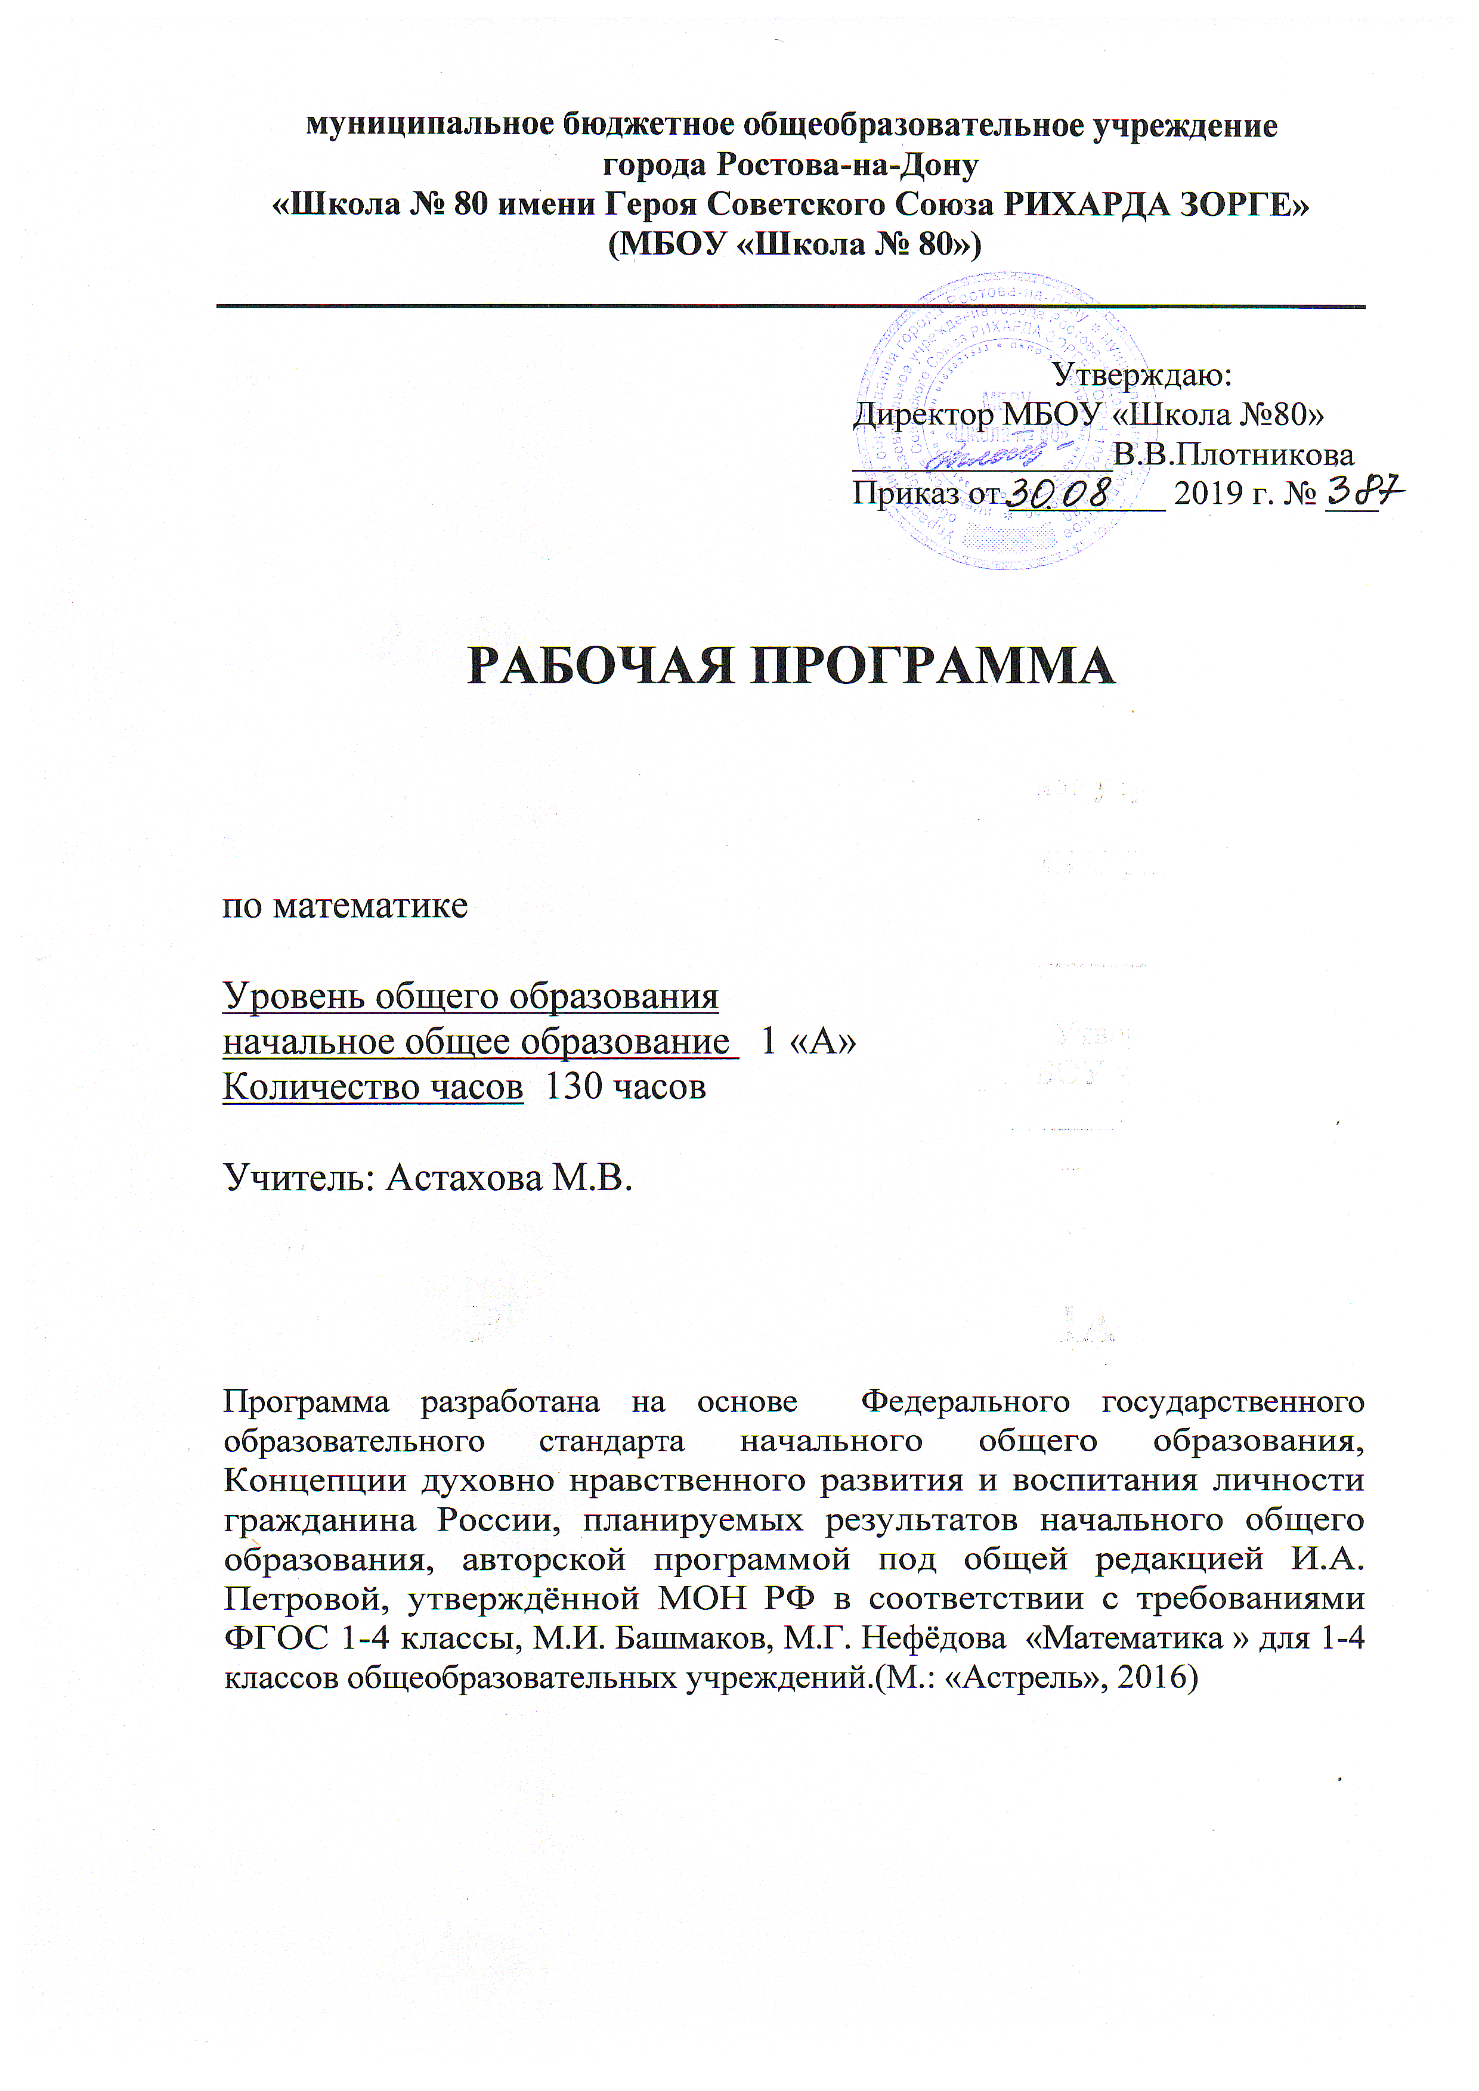 муниципальное бюджетное общеобразовательное учреждение
города Ростова-на-Дону
«Школа № 80 имени Героя Советского Союза РИХАРДА ЗОРГЕ»
(МБОУ «Школа № 80»)
Утверждаю:
Директор МБОУ «Школа №80»
В.В.Плотникова
Приказ от 30.08 2019 г. № 387
РАБОЧАЯ ПРОГРАММА
по математике
Уровень общего образования
начальное общее образование 1 «А»
Количество часов 130 часов
Учитель: Астахова М.В.
Программа разработана на основе Федерального государственного
образовательного стандарта начального общего образования,
Концепции духовно нравственного развития и воспитания личности
гражданина России, планируемых результатов начального общего
образования, авторской программой под общей редакцией И.А.
Петровой, утверждённой МОН РФ в соответствии с требованиями
ФГОС 1-4 классы, М.И. Башмаков, М.Г. Нефёдова «Математика » для 1-4
классов общеобразовательных учреждений.(М.: «Астрель», 2016)